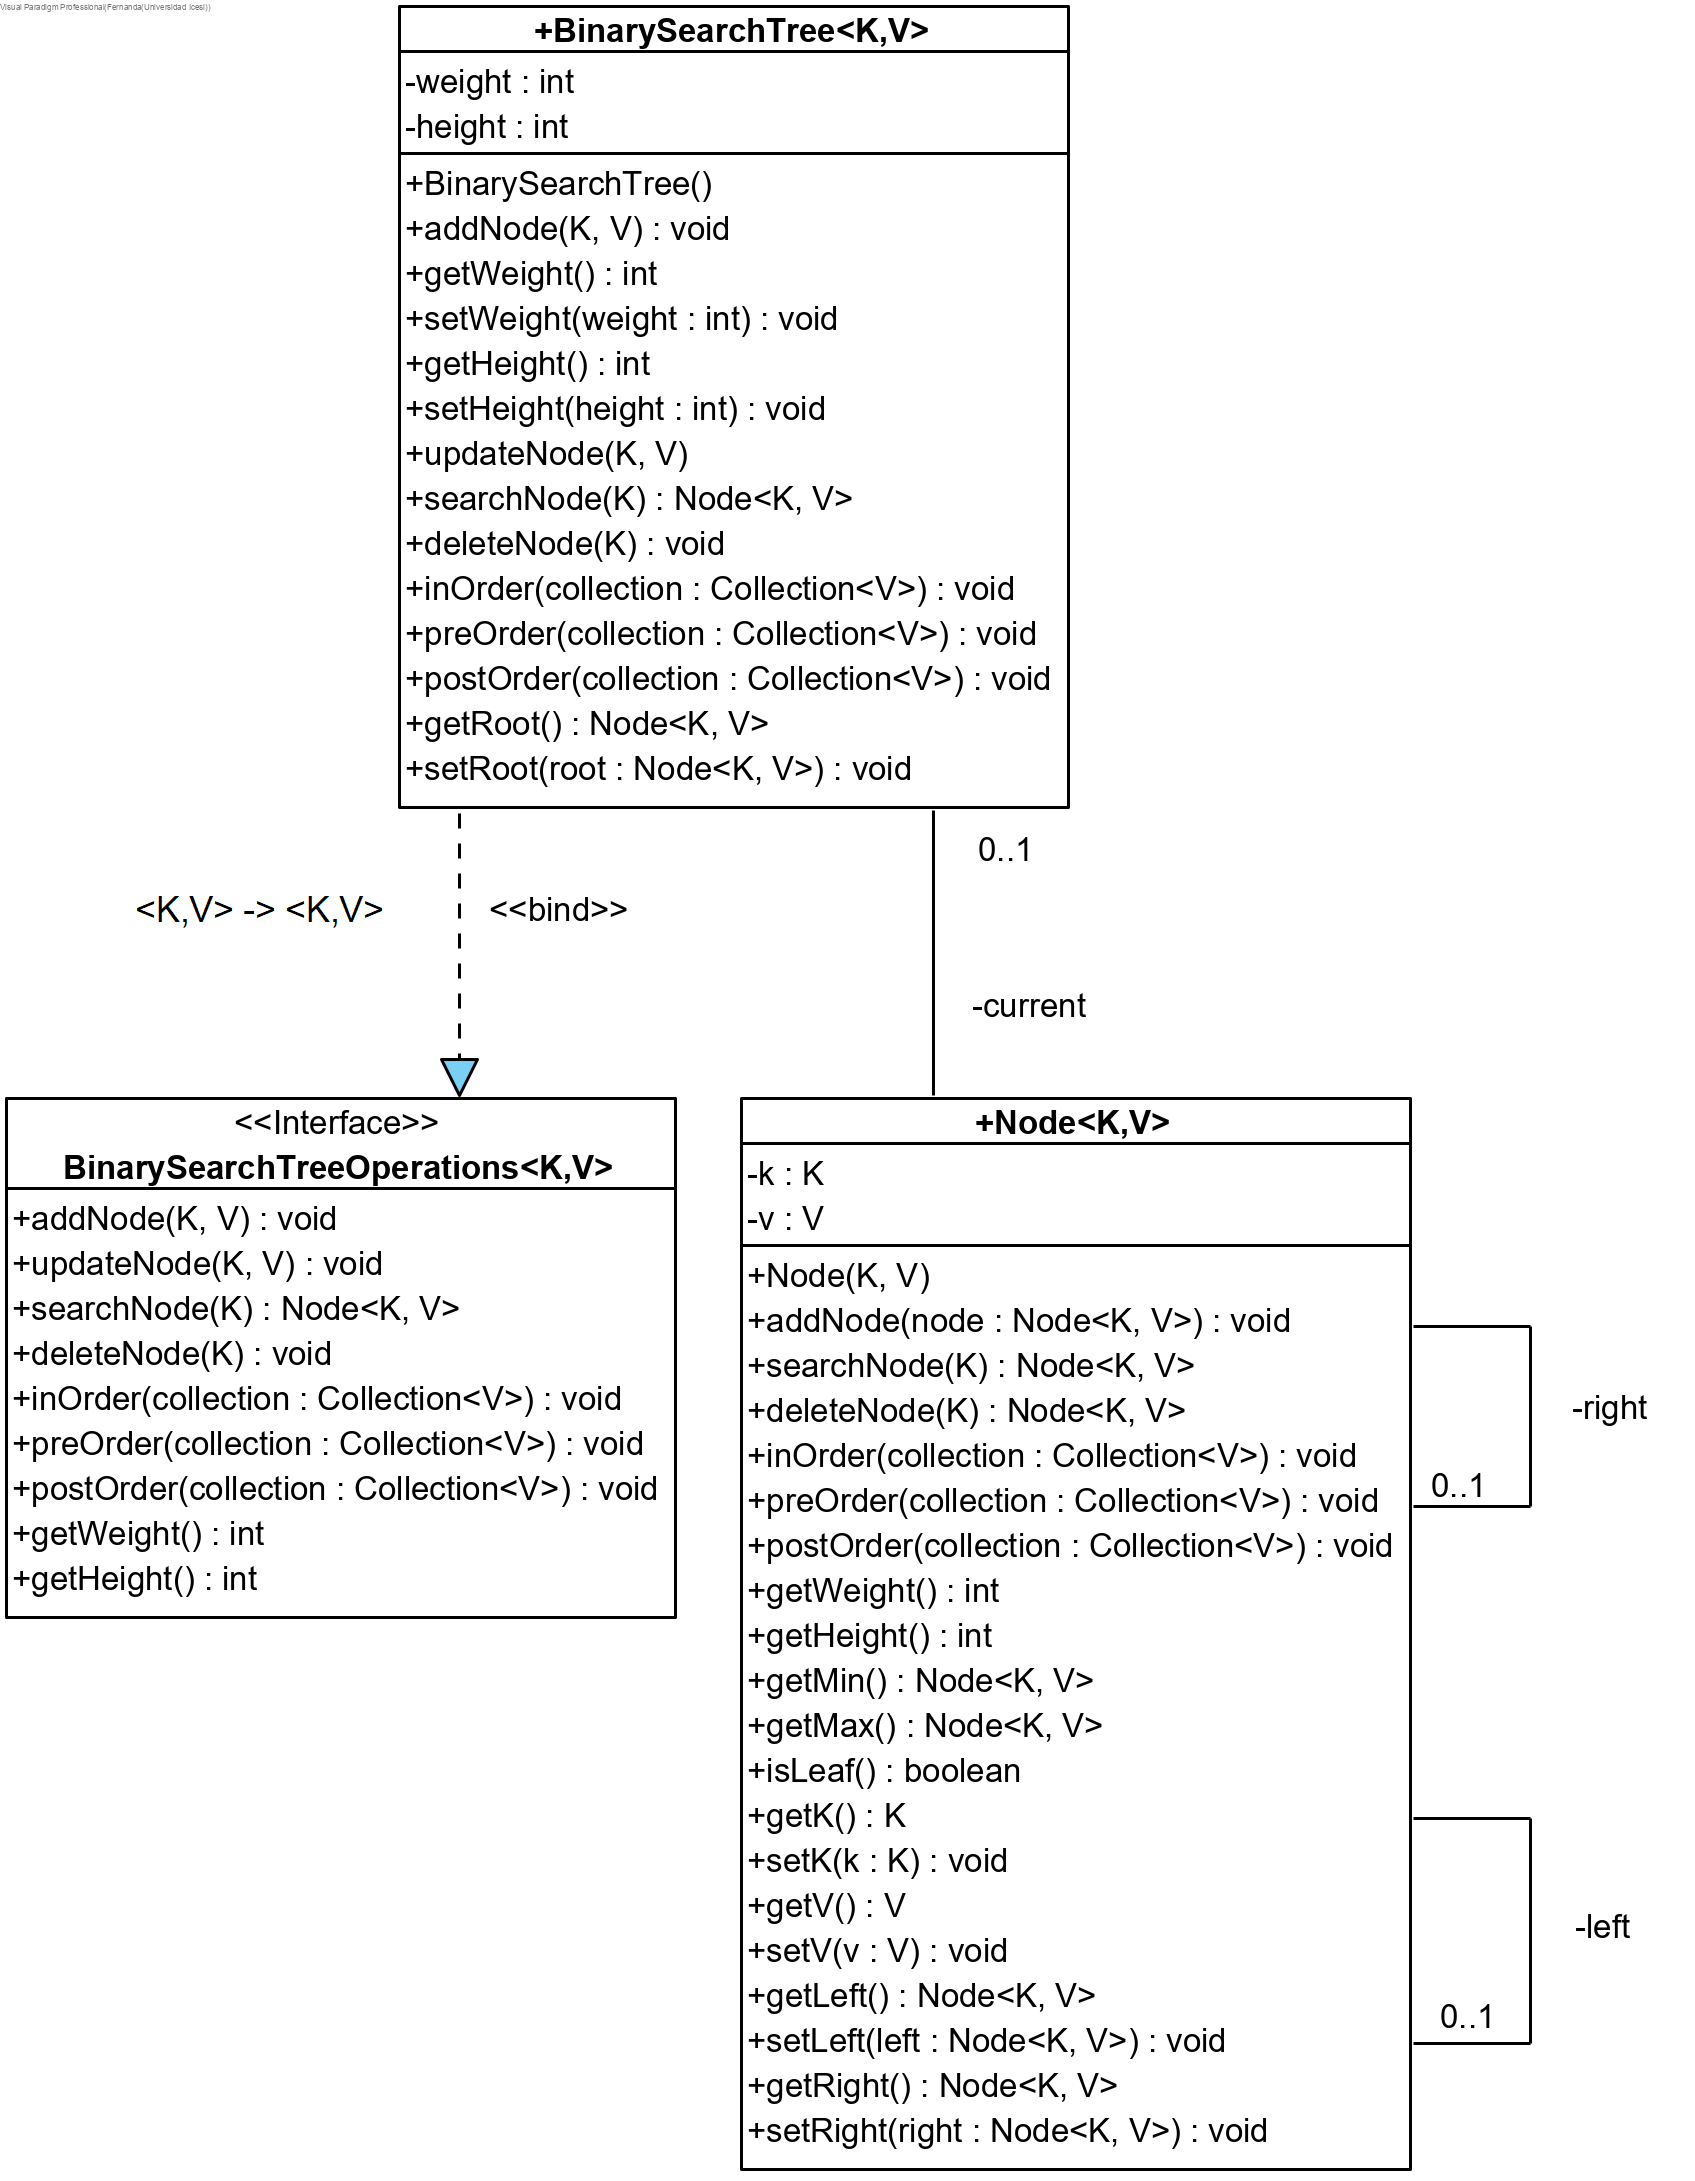 Visual Paradigm Professional(Fernanda(Universidad Icesi))
+BinarySearchTree<K,V>
-weight : int
-height : int
+BinarySearchTree()
+addNode(K, V) : void
+getWeight() : int
+setWeight(weight : int) : void
+getHeight() : int
+setHeight(height : int) : void
+updateNode(K, V)
+searchNode(K) : Node<K, V>
+deleteNode(K) : void
+inOrder(collection : Collection<V>) : void
+preOrder(collection : Collection<V>) : void
+postOrder(collection : Collection<V>) : void
+getRoot() : Node<K, V>
+setRoot(root : Node<K, V>) : void
0..1
<K,V> -> <K,V>
<<bind>>
-current
<<Interface>>
BinarySearchTreeOperations<K,V>
+addNode(K, V) : void
+updateNode(K, V) : void
+searchNode(K) : Node<K, V>
+deleteNode(K) : void
+inOrder(collection : Collection<V>) : void
+preOrder(collection : Collection<V>) : void
+postOrder(collection : Collection<V>) : void
+getWeight() : int
+getHeight() : int
+Node<K,V>
-k : K
-v : V
+Node(K, V)
+addNode(node : Node<K, V>) : void
+searchNode(K) : Node<K, V>
+deleteNode(K) : Node<K, V>
+inOrder(collection : Collection<V>) : void
+preOrder(collection : Collection<V>) : void
+postOrder(collection : Collection<V>) : void
+getWeight() : int
+getHeight() : int
+getMin() : Node<K, V>
+getMax() : Node<K, V>
+isLeaf() : boolean
+getK() : K
+setK(k : K) : void
+getV() : V
+setV(v : V) : void
+getLeft() : Node<K, V>
+setLeft(left : Node<K, V>) : void
+getRight() : Node<K, V>
+setRight(right : Node<K, V>) : void
-right
0..1
-left
0..1